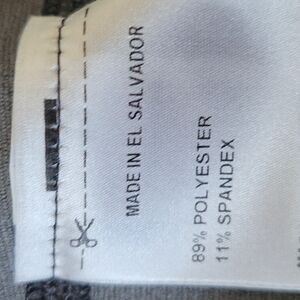 MADE IN EL SALVADOR
89% POLYESTER
11% SPANDEX